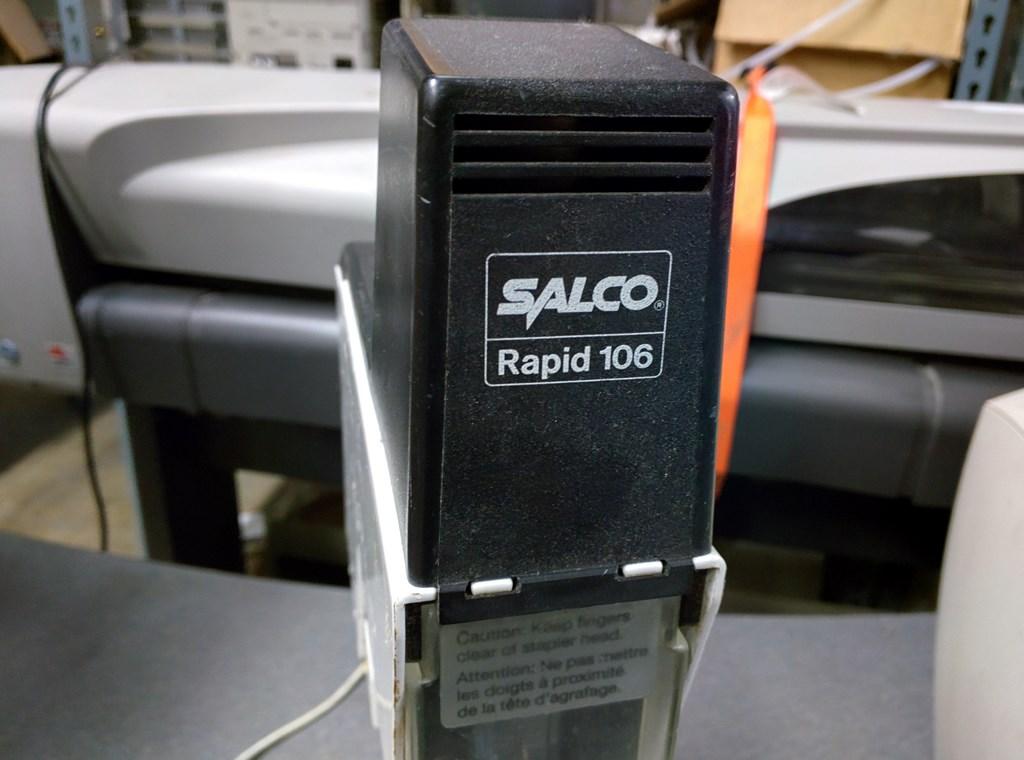 SALCO®
Rapid 106
Caution: Keep fingers
clear of stapler head.
Attention: Ne pas mettre
les doigts à proximité
de la tête d'agrafage.